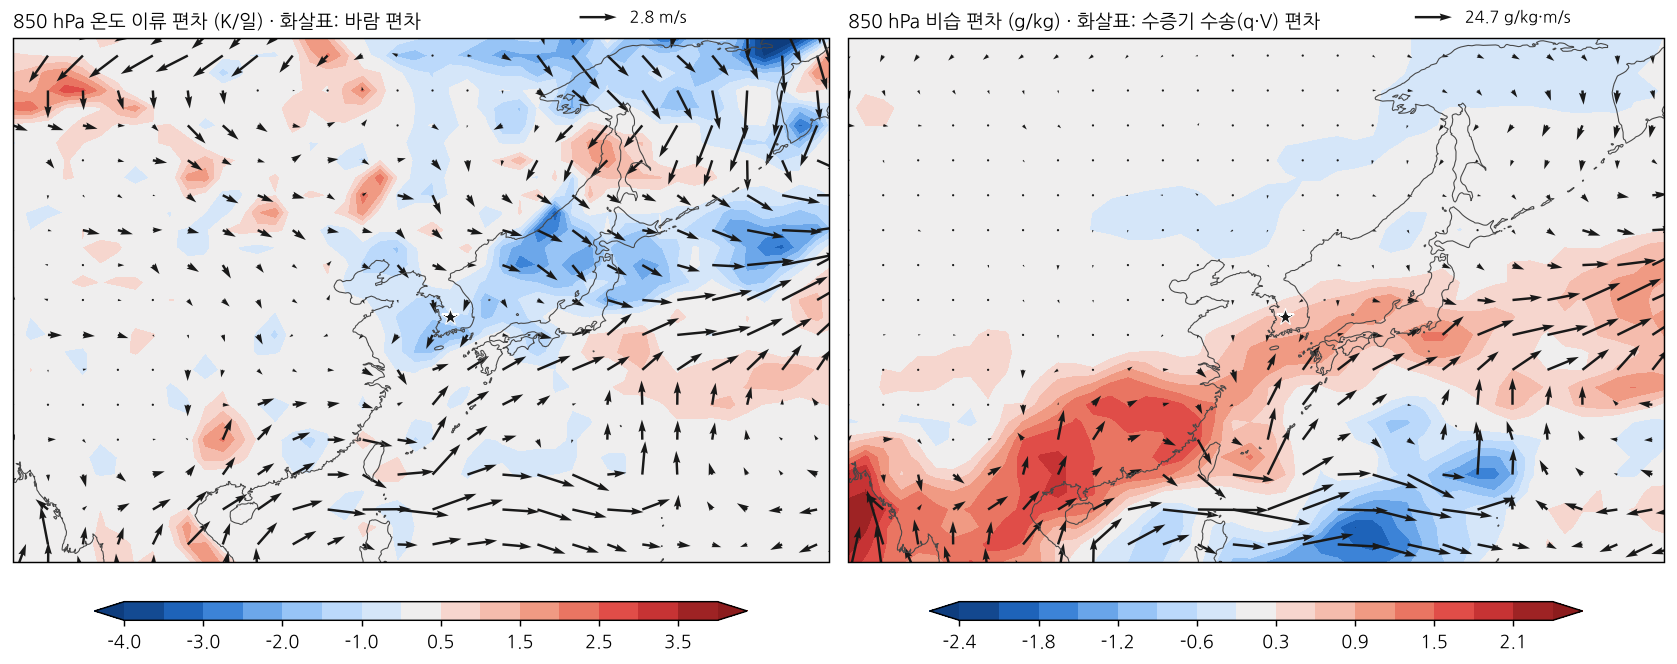 850 hPa 온도 이류 편차 (K/일) · 화살표: 바람 편차
2.8 m/s
850 hPa 비습 편차 (g/kg) · 화살표: 수증기 수송(q·V) 편차
24.7 g/kg·m/s
-4.0 -3.0 -2.0 -1.0 0.5 1.5 2.5 3.5
-2.4 -1.8 -1.2 -0.6 0.3 0.9 1.5 2.1